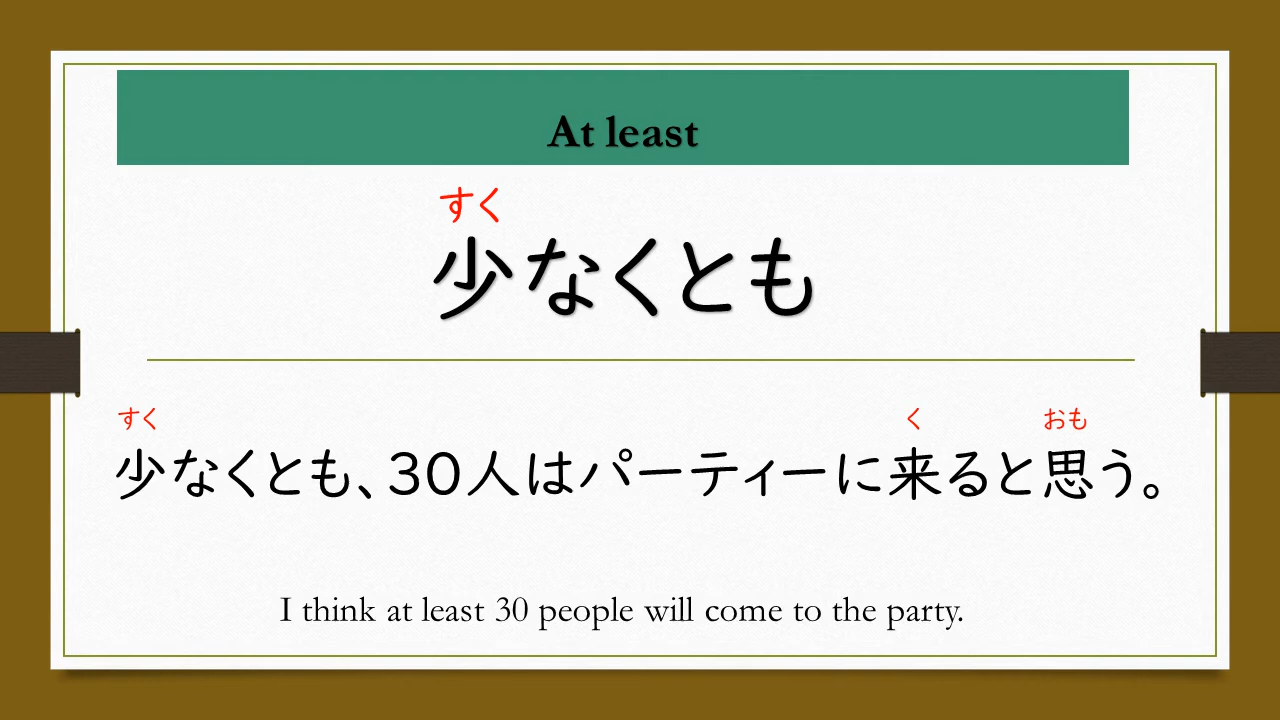 At least
すく
少なくとも
すく く おも
少なくとも、30人はパーティーに来ると思う。
I think at least 30 people will come to the party.